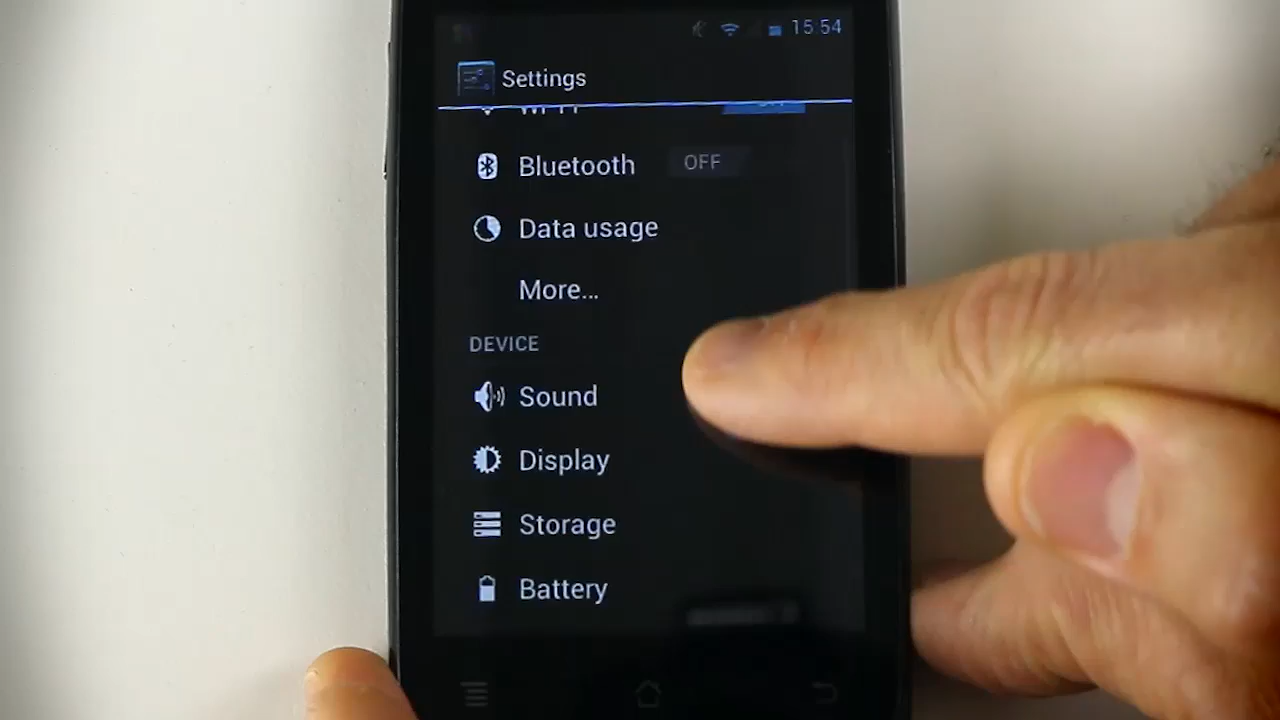 15:54
Settings
Bluetooth OFF
Data usage
More...
DEVICE
Sound
Display
Storage
Battery